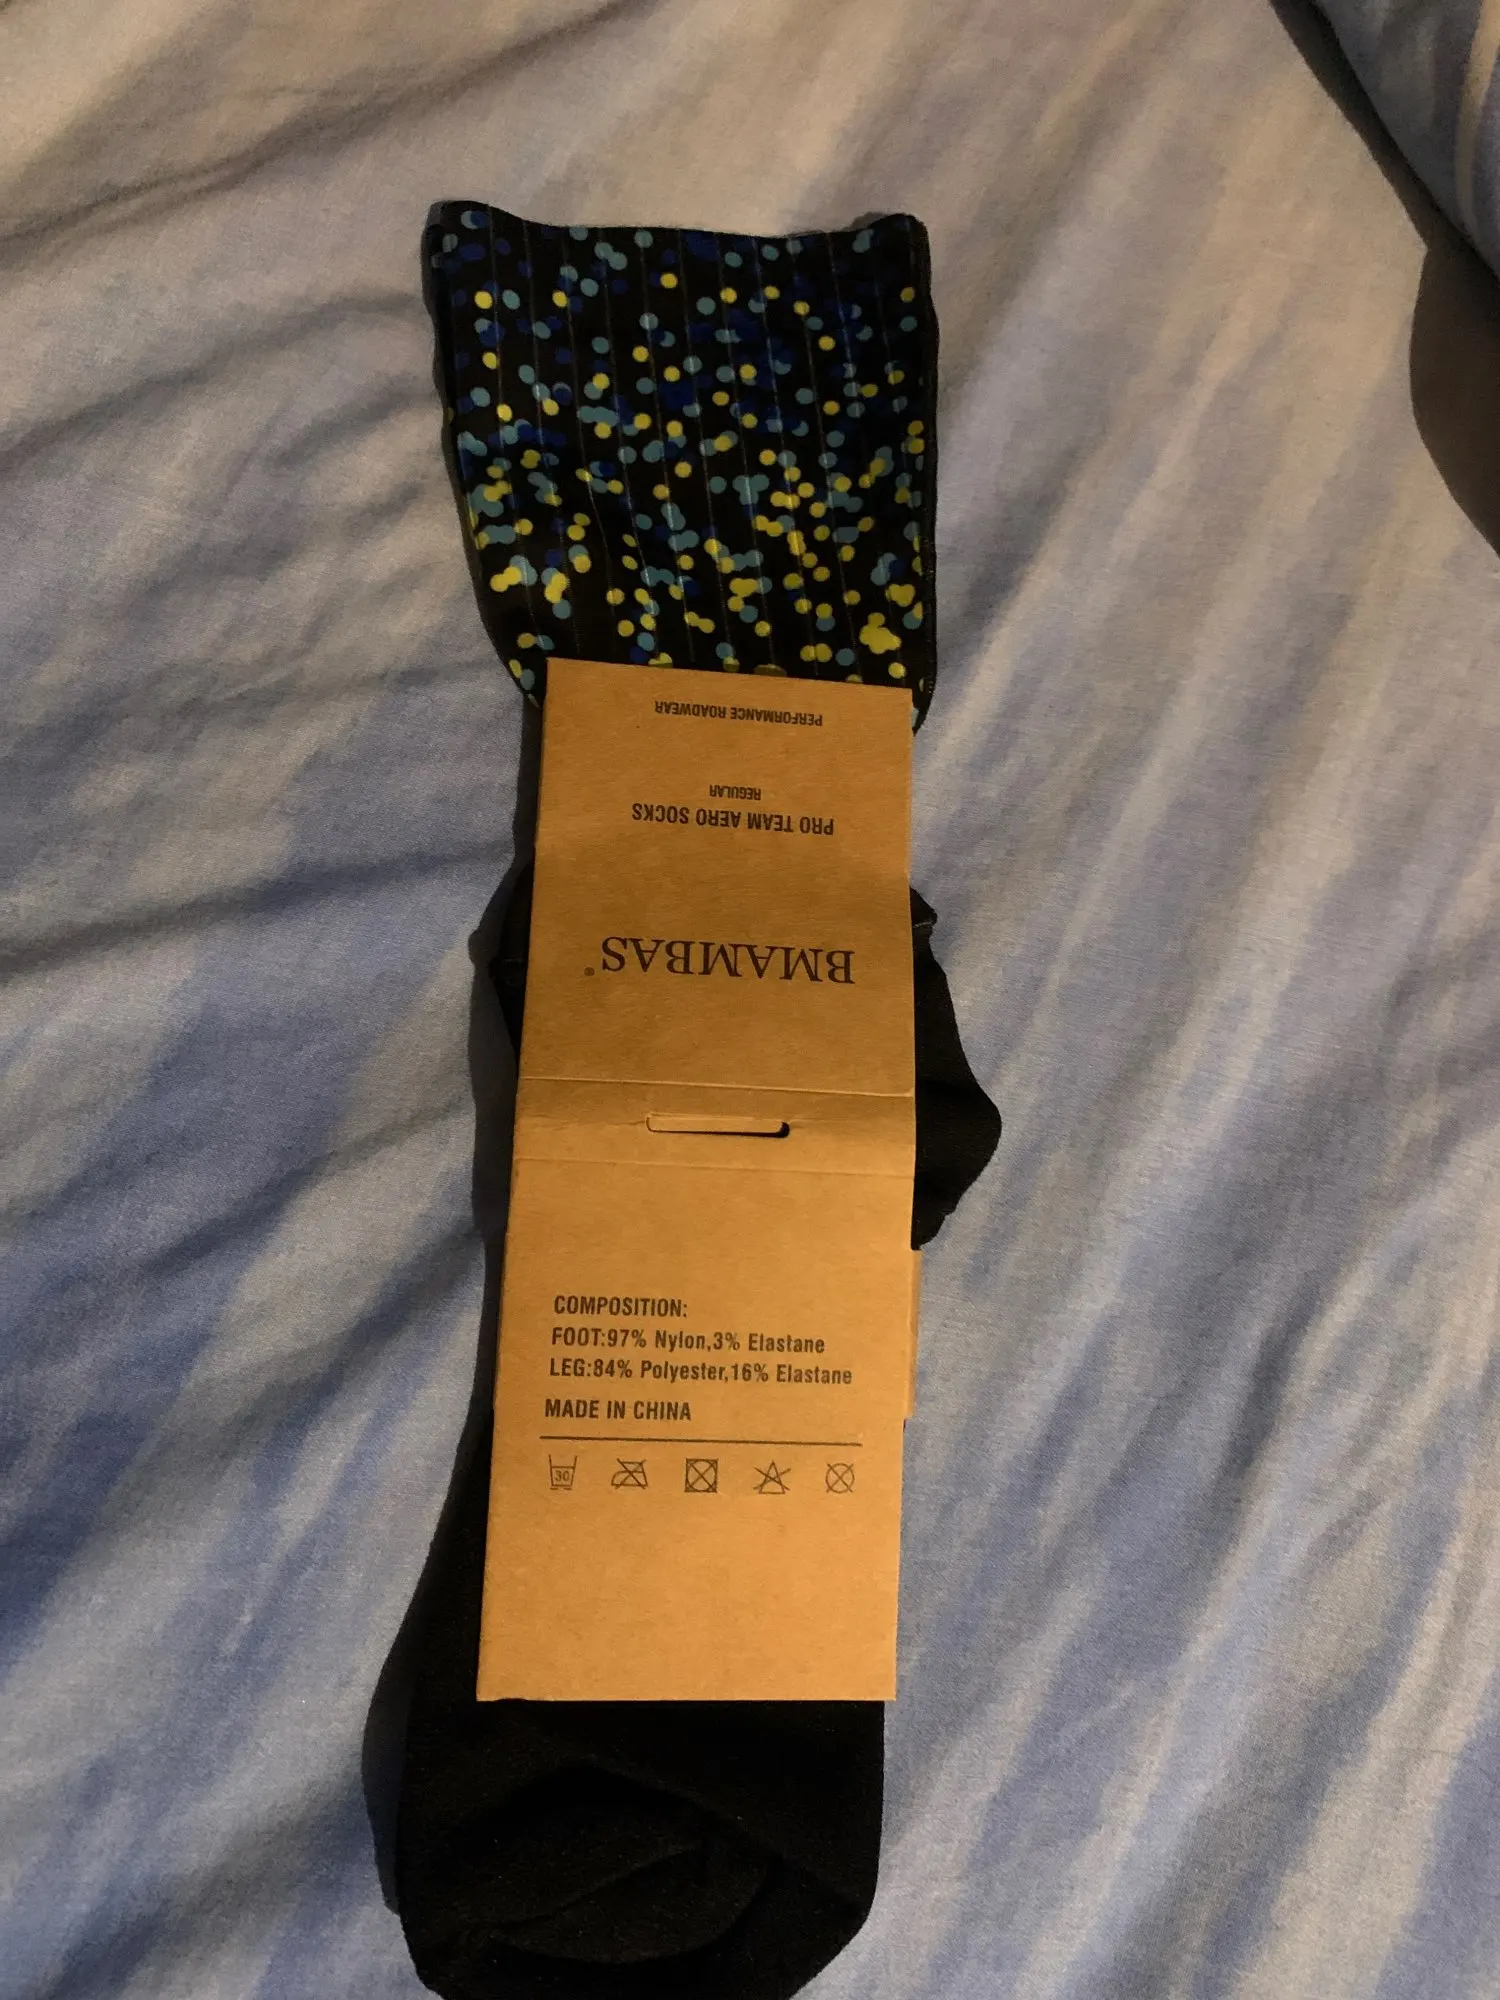 BMAMBAS®
PRO TEAM AERO SOCKS
REGULAR
PERFORMANCE ROADWEAR
COMPOSITION:
FOOT:97% Nylon,3% Elastane
LEG:84% Polyester,16% Elastane
MADE IN CHINA
30